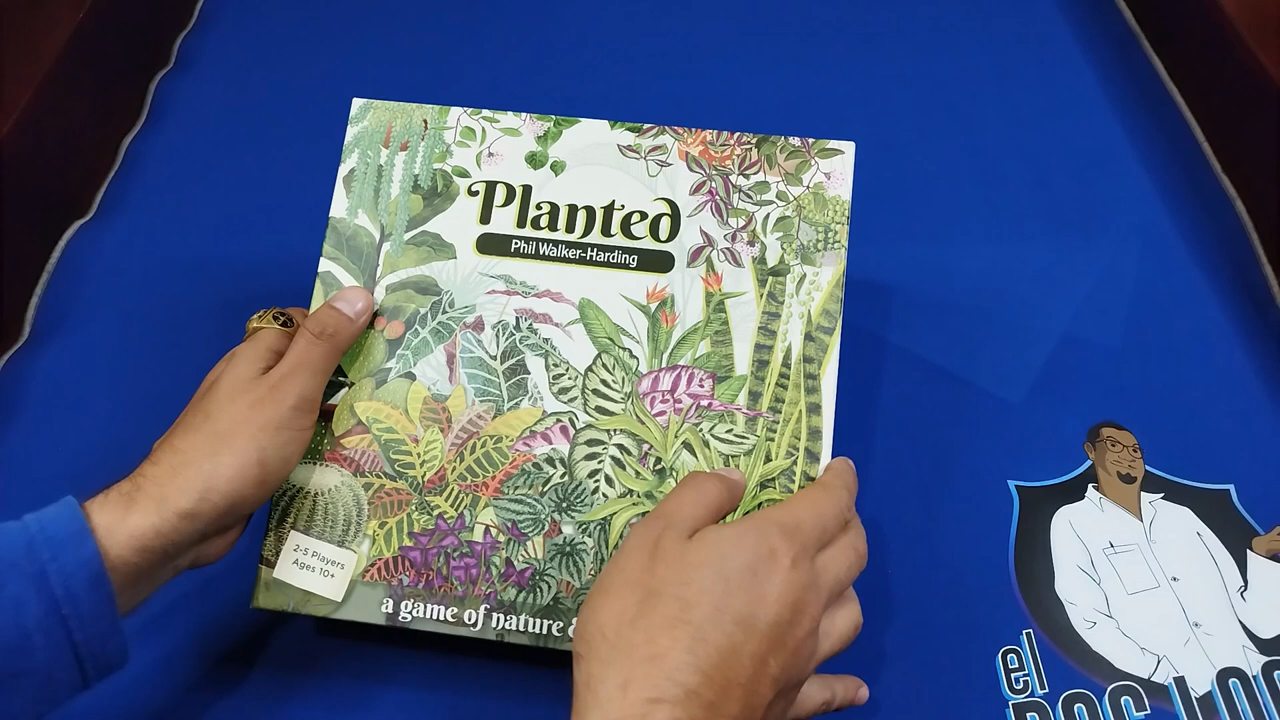 Planted
Phil Walker-Harding
2-5 Players
Ages 10+
a game of nature
el